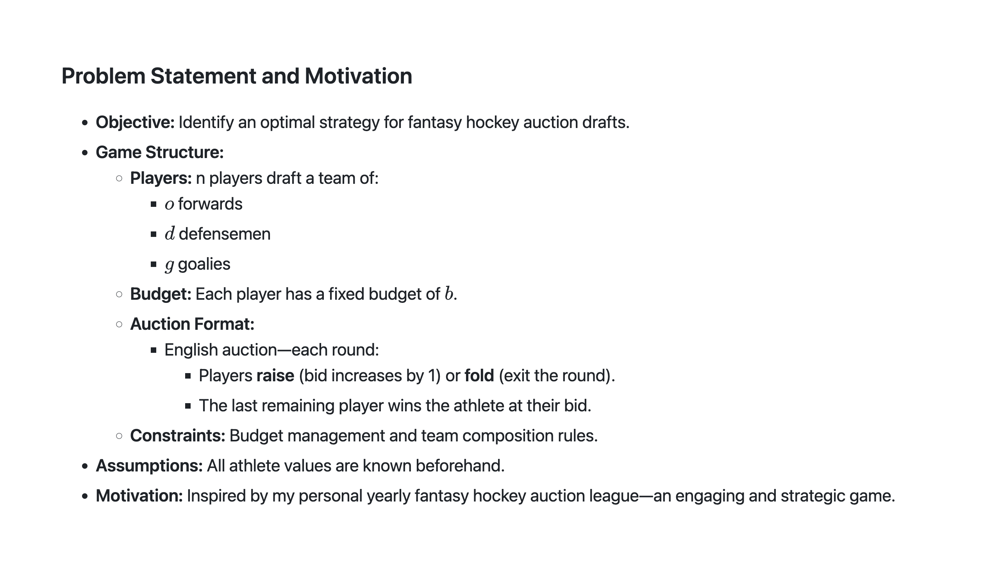 Problem Statement and Motivation
Objective: Identify an optimal strategy for fantasy hockey auction drafts.
Game Structure:
Players: n players draft a team of:
o forwards
d defensemen
g goalies
Budget: Each player has a fixed budget of b.
Auction Format:
English auction—each round:
Players raise (bid increases by 1) or fold (exit the round).
The last remaining player wins the athlete at their bid.
Constraints: Budget management and team composition rules.
Assumptions: All athlete values are known beforehand.
Motivation: Inspired by my personal yearly fantasy hockey auction league—an engaging and strategic game.